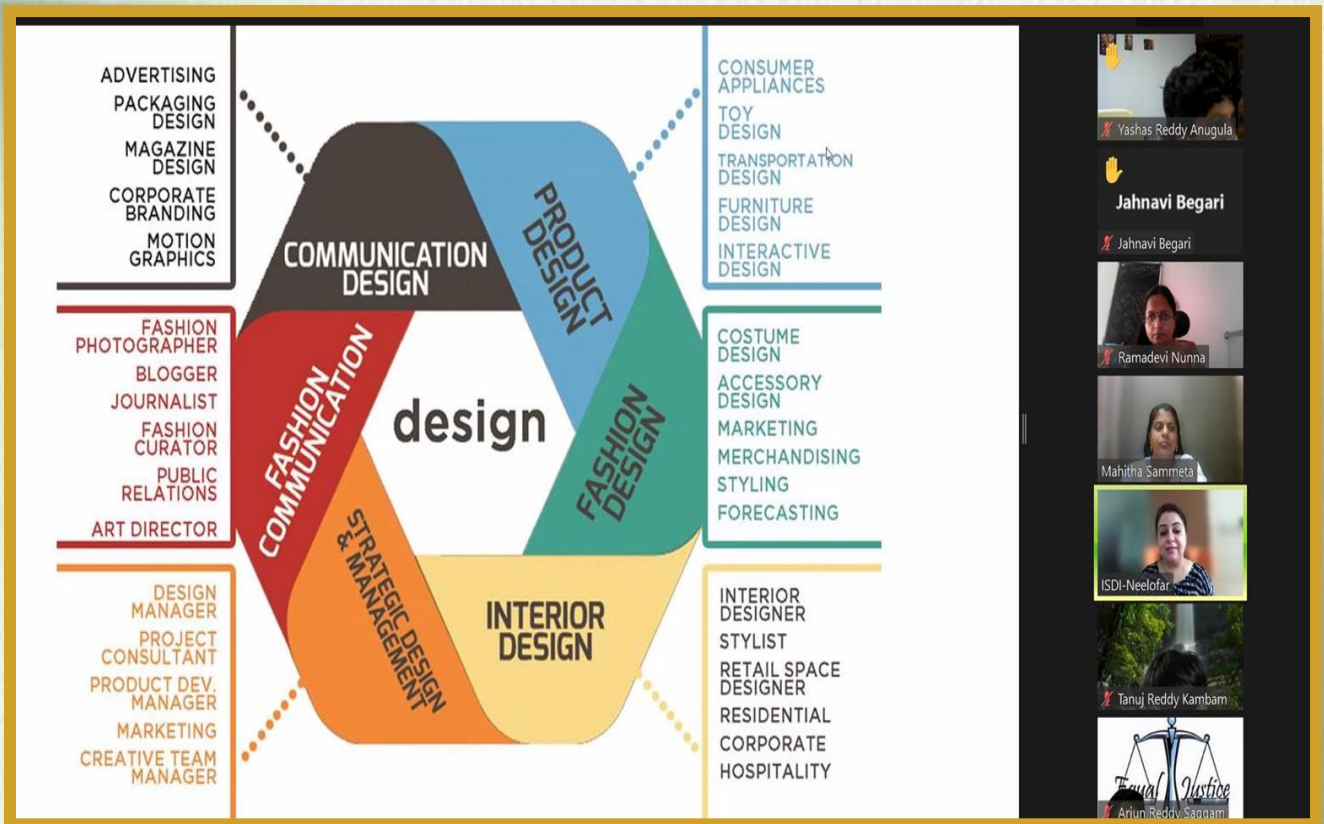 ADVERTISING
PACKAGING
DESIGN
MAGAZINE
DESIGN
CORPORATE
BRANDING
MOTION
GRAPHICS
FASHION
PHOTOGRAPHER
BLOGGER
JOURNALIST
FASHION
CURATOR
PUBLIC
RELATIONS
ART DIRECTOR
DESIGN
MANAGER
PROJECT
CONSULTANT
PRODUCT DEV.
MANAGER
MARKETING
CREATIVE TEAM
MANAGER
COMMUNICATION
DESIGN
PRODUCT
DESIGN
FASHION
COMMUNICATION
design
FASHION
DESIGN
STRATEGIC DESIGN
& MANAGEMENT
INTERIOR
DESIGN
CONSUMER
APPLIANCES
TOY
DESIGN
TRANSPORTATION
DESIGN
FURNITURE
DESIGN
INTERACTIVE
DESIGN
COSTUME
DESIGN
ACCESSORY
DESIGN
MARKETING
MERCHANDISING
STYLING
FORECASTING
INTERIOR
DESIGNER
STYLIST
RETAIL SPACE
DESIGNER
RESIDENTIAL
CORPORATE
HOSPITALITY
Yashas Reddy Anugula
Jahnavi Begari
Jahnavi Begari
Ramadevi Nunna
Mahitha Sammeta
ISDI-Neelofar
Tanuj Reddy Kambam
Equal Justice
Arjun Reddy Saggam